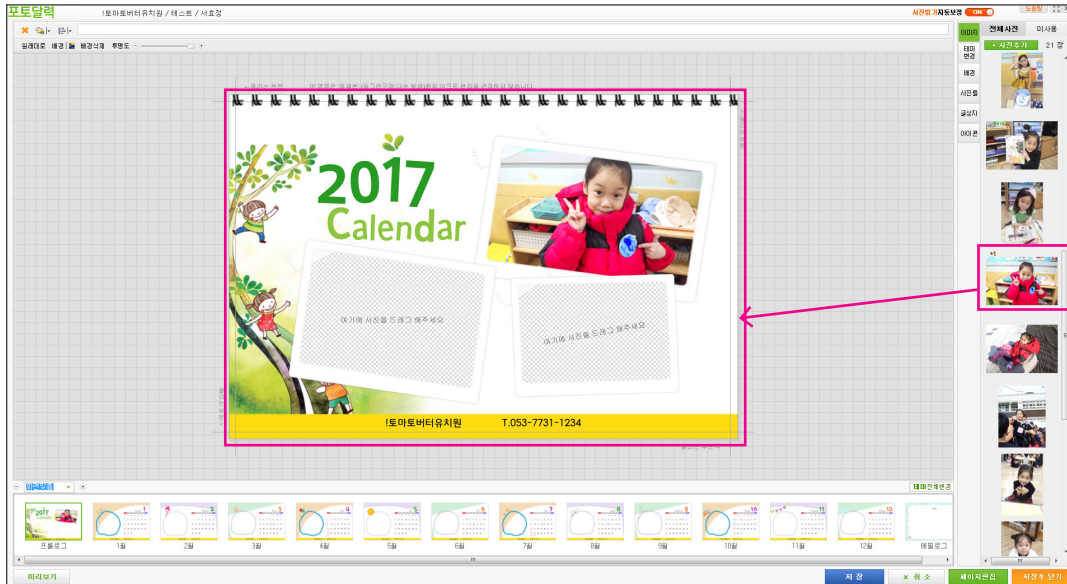 포토달력
!토마토버터유치원 / 테스트 / 서효정
사진밝기자동보정 ON
도움말
원래대로 배경 배경삭제 투명도
이미지
테마
변경
배경
사진틀
글상자
아이콘
전체사진 미사용
+ 사진추가 21 장
+1
2017
Calendar
여기에 사진을 드래그 해주세요
여기에 사진을 드래그 해주세요
!토마토버터유치원 T.053-7731-1234
화면맞춤
테마전체변경
프롤로그 1월 2월 3월 4월 5월 6월 7월 8월 9월 10월 11월 12월 에필로그
미리보기
저 장
× 취 소
페이지편집
저장후 닫기